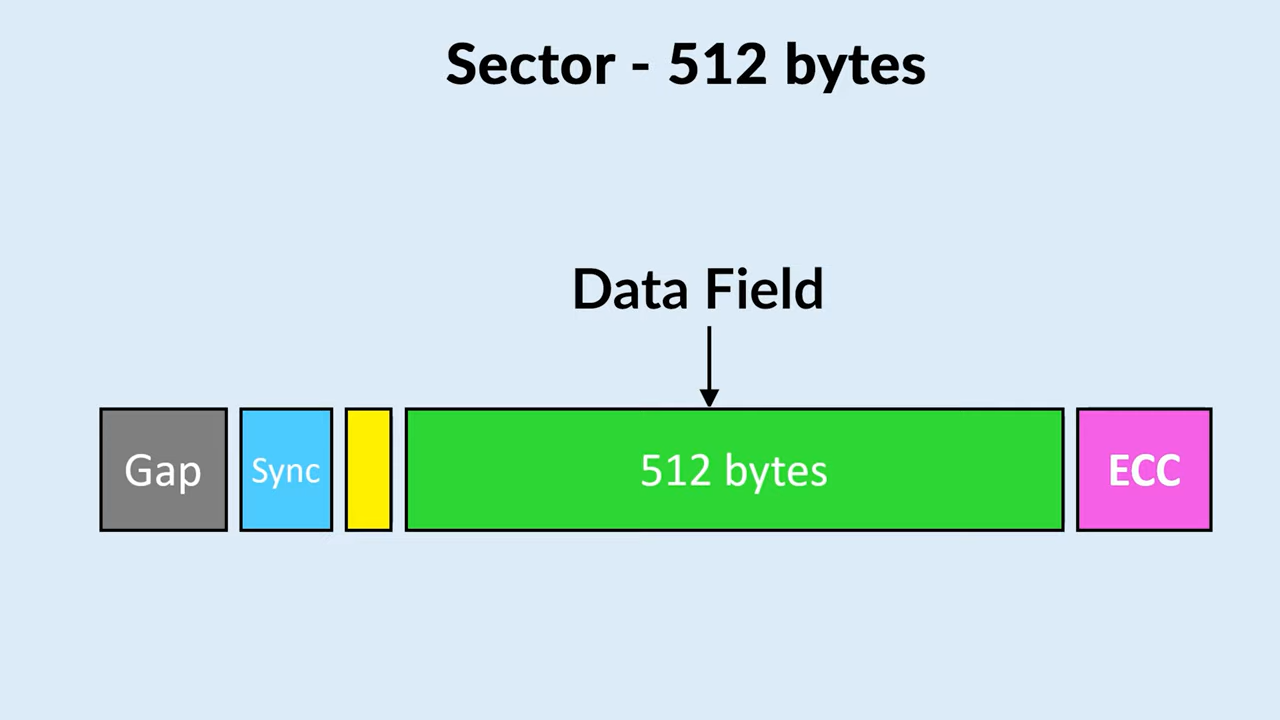 Sector - 512 bytes
Data Field
Gap
Sync
512 bytes
ECC